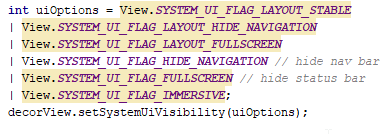 int uiOptions = View.SYSTEM_UI_FLAG_LAYOUT_STABLE
| View.SYSTEM_UI_FLAG_LAYOUT_HIDE_NAVIGATION
| View.SYSTEM_UI_FLAG_LAYOUT_FULLSCREEN
| View.SYSTEM_UI_FLAG_HIDE_NAVIGATION // hide nav bar
| View.SYSTEM_UI_FLAG_FULLSCREEN // hide status bar
| View.SYSTEM_UI_FLAG_IMMERSIVE;
decorView.setSystemUiVisibility(uiOptions);